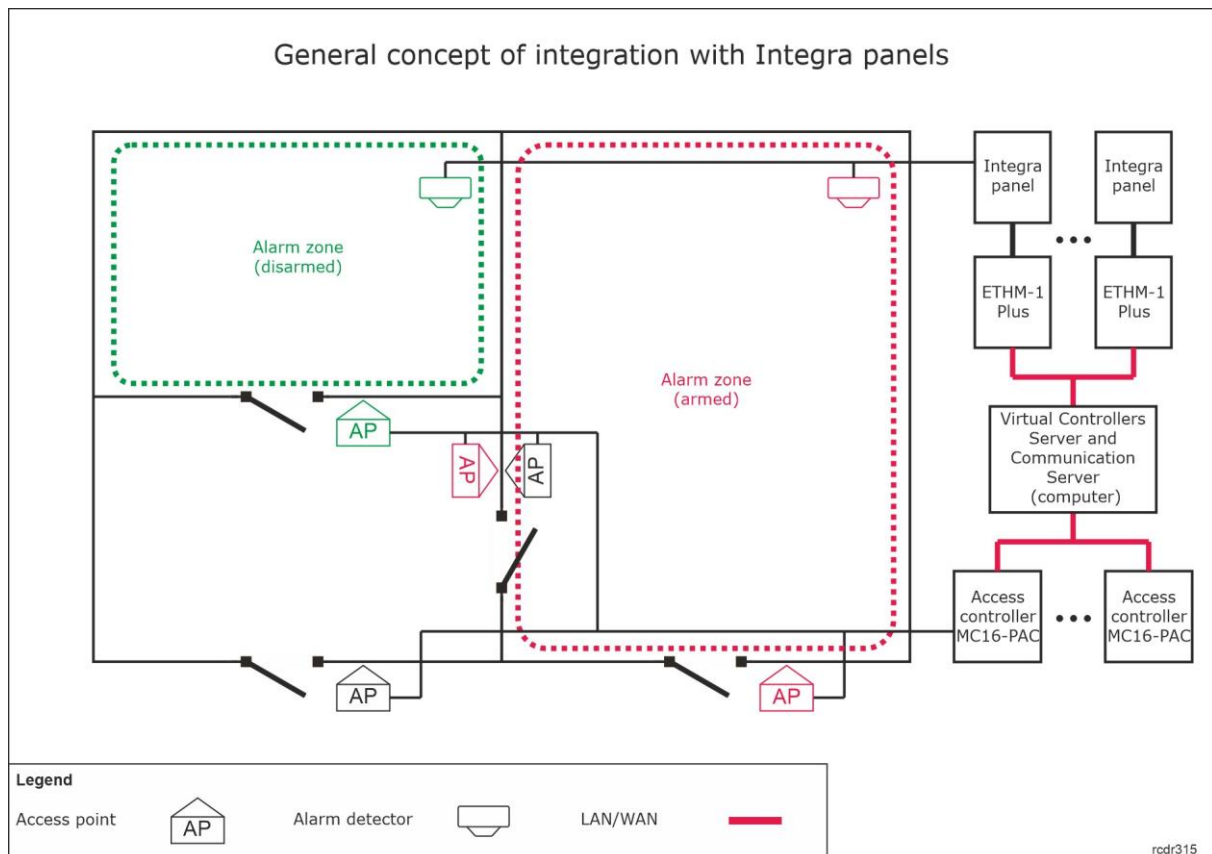 General concept of integration with Integra panels
Integra
panel
Integra
panel
Alarm zone
(disarmed)
ETHM-1
Plus
ETHM-1
Plus
Alarm zone
(armed)
AP
AP
AP
Virtual Controllers
Server and
Communication
Server
(computer)
Access
controller
MC16-PAC
Access
controller
MC16-PAC
AP
AP
Legend
Access point
AP
Alarm detector
LAN/WAN
rcdr315